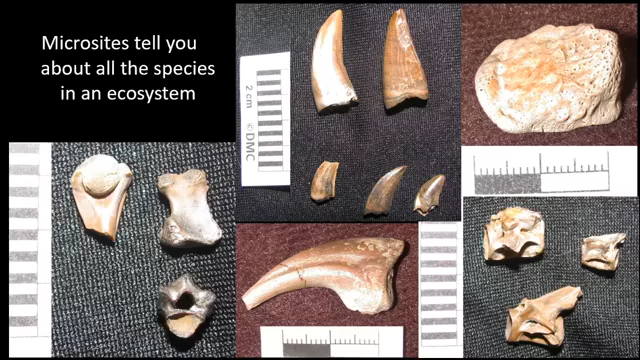 Microsites tell you
about all the species
in an ecosystem
2 cm ©DMC